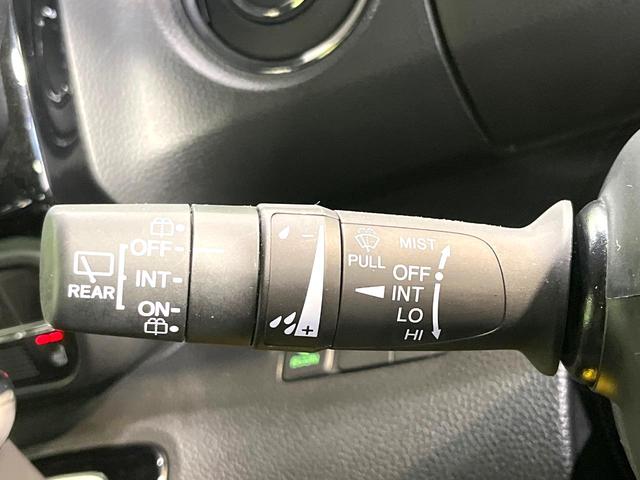 OFF-
INT-
ON-
REAR
-
+
PULL
MIST
OFF
INT
LO
HI